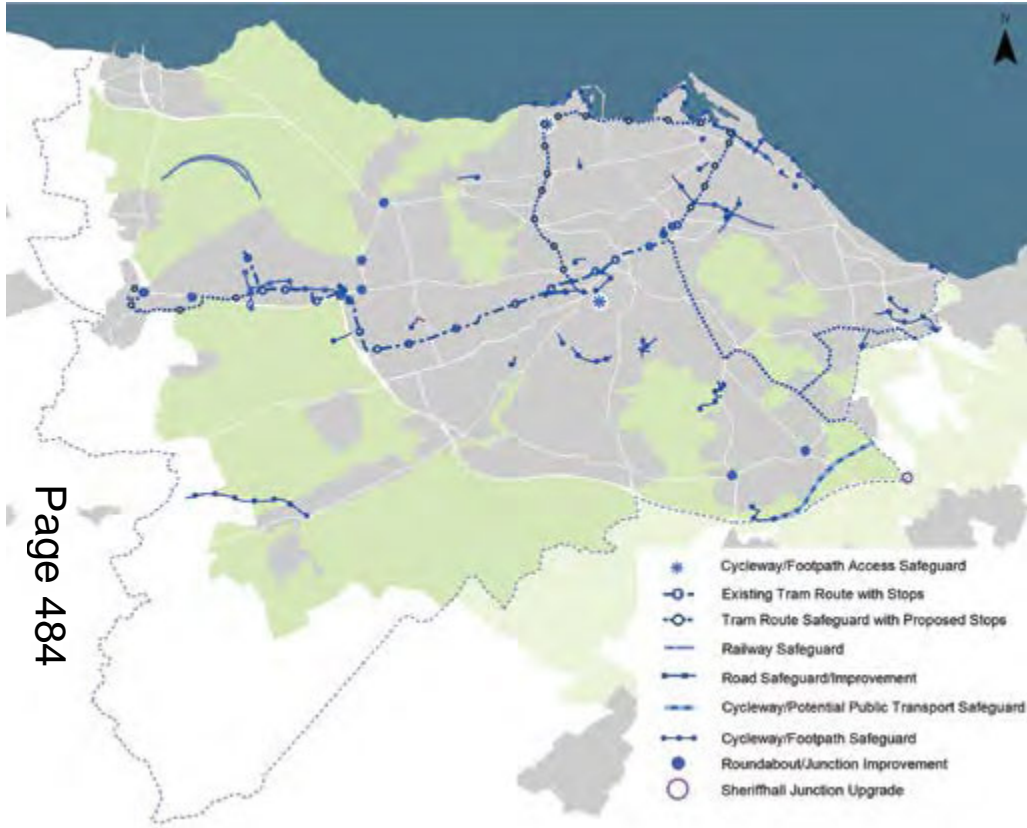 N
Page 484
Cycleway/Footpath Access Safeguard
Existing Tram Route with Stops
Tram Route Safeguard with Proposed Stops
Railway Safeguard
Road Safeguard/Improvement
Cycleway/Potential Public Transport Safeguard
Cycleway/Footpath Safeguard
Roundabout/Junction Improvement
Sheriffhall Junction Upgrade